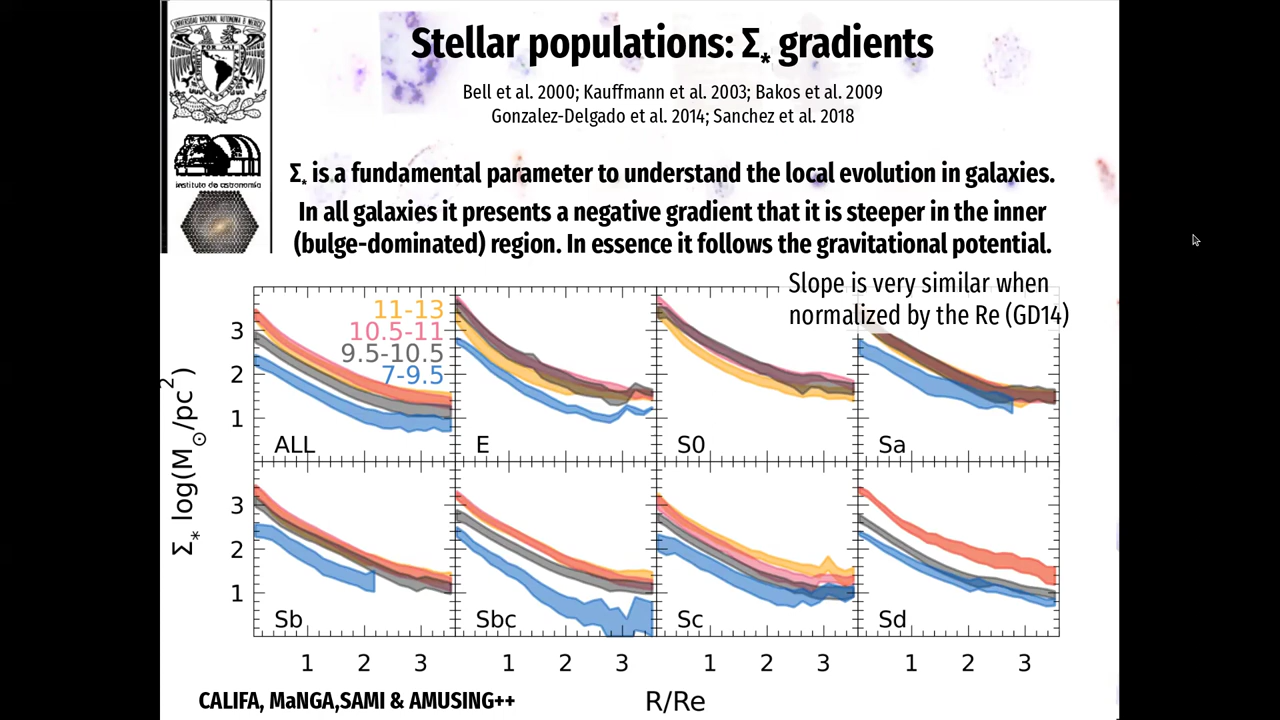 Stellar populations: Σ* gradients
Bell et al. 2000; Kauffmann et al. 2003; Bakos et al. 2009
Gonzalez-Delgado et al. 2014; Sanchez et al. 2018
Σ* is a fundamental parameter to understand the local evolution in galaxies.
In all galaxies it presents a negative gradient that it is steeper in the inner
(bulge-dominated) region. In essence it follows the gravitational potential.
Slope is very similar when
normalized by the Re (GD14)
instituto de astronomía
11-13
10.5-11
9.5-10.5
7-9.5
3
2
1
ALL
E
S0
Sa
Σ* log(M⊙/pc²)
3
2
1
Sb
Sbc
Sc
Sd
1 2 3 1 2 3 1 2 3 1 2 3
R/Re
CALIFA, MaNGA,SAMI & AMUSING++